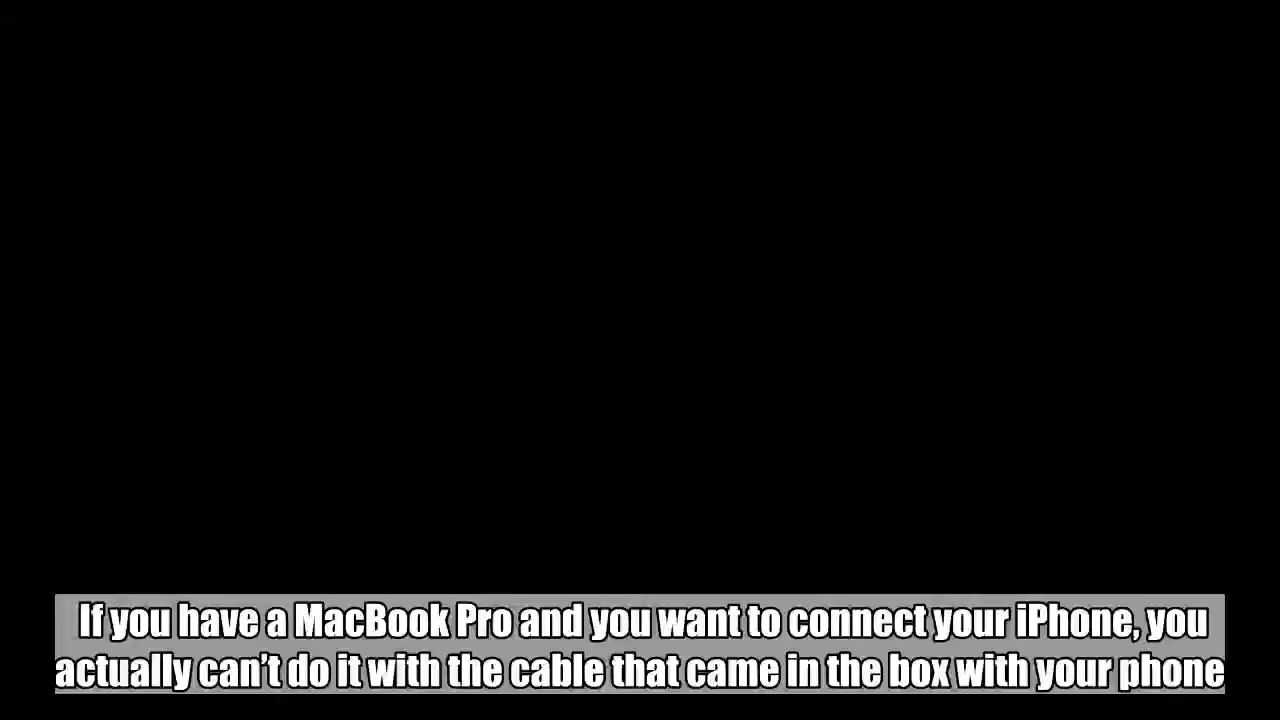 If you have a MacBook Pro and you want to connect your iPhone, you
actually can’t do it with the cable that came in the box with your phone